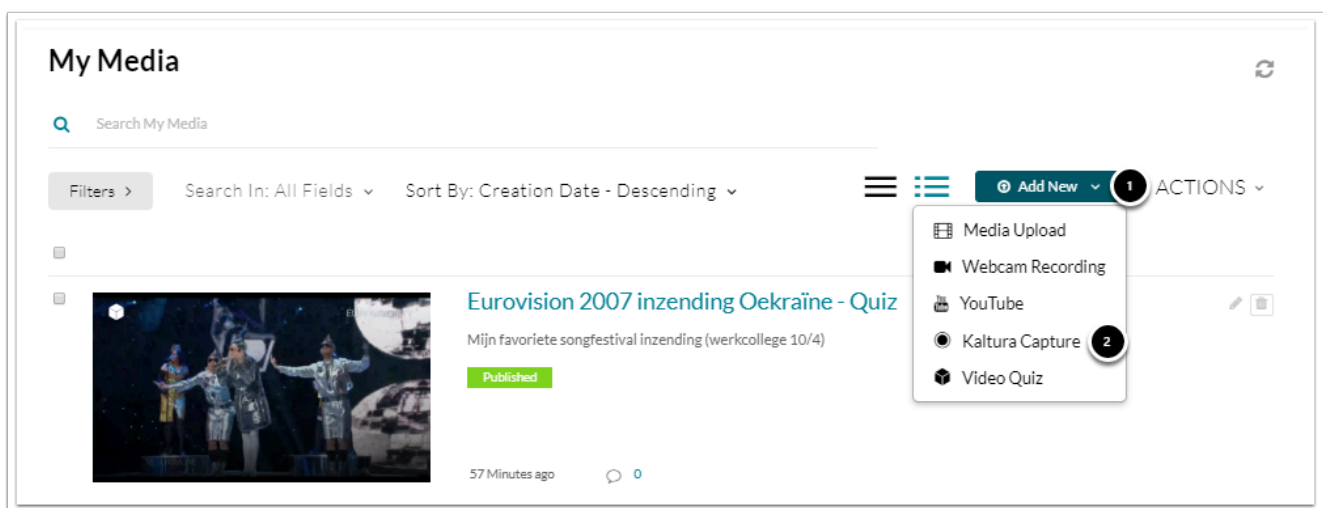 My Media
Search My Media
Filters >
Search In: All Fields
Sort By: Creation Date - Descending
Add New
1
ACTIONS
Media Upload
Webcam Recording
YouTube
Kaltura Capture
2
Video Quiz
Eurovision 2007 inzending Oekraïne - Quiz
Mijn favoriete songfestival inzending (werkcollege 10/4)
Published
57 Minutes ago
0